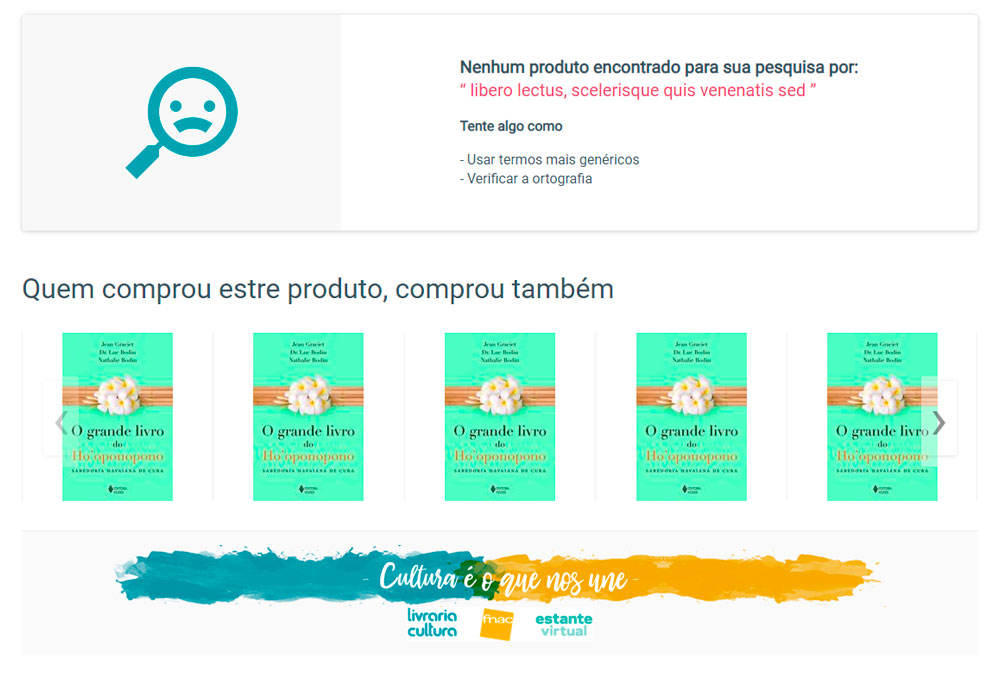 Nenhum produto encontrado para sua pesquisa por:
“ libero lectus, scelerisque quis venenatis sed ”
Tente algo como
- Usar termos mais genéricos
- Verificar a ortografia
Quem comprou estre produto, comprou também
Jean Graciet
Dr. Luc Bodin
Nathalie Bodin
O grande livro
do
Ho'oponopono
SABEDORIA HAVAIANA DE CURA
EDITORA
VOZES
Jean Graciet
Dr. Luc Bodin
Nathalie Bodin
O grande livro
do
Ho'oponopono
SABEDORIA HAVAIANA DE CURA
EDITORA
VOZES
Jean Graciet
Dr. Luc Bodin
Nathalie Bodin
O grande livro
do
Ho'oponopono
SABEDORIA HAVAIANA DE CURA
EDITORA
VOZES
Jean Graciet
Dr. Luc Bodin
Nathalie Bodin
O grande livro
do
Ho'oponopono
SABEDORIA HAVAIANA DE CURA
EDITORA
VOZES
Jean Graciet
Dr. Luc Bodin
Nathalie Bodin
O grande livro
do
Ho'oponopono
SABEDORIA HAVAIANA DE CURA
EDITORA
VOZES
- Cultura é o que nos une -
livraria
cultura
fnac
estante
virtual